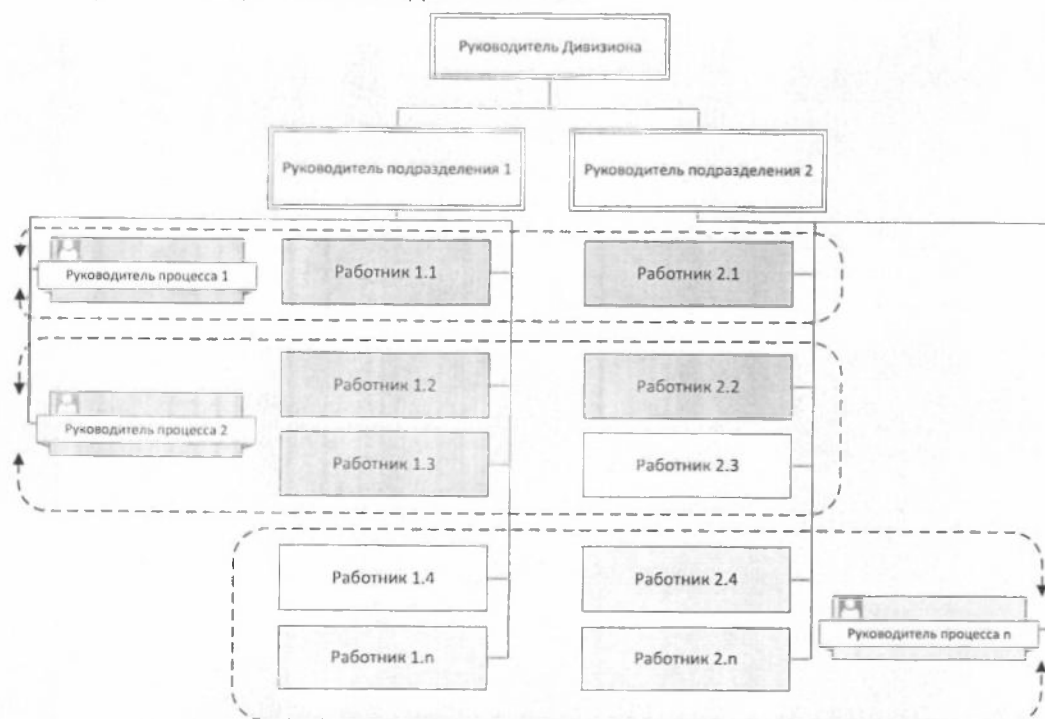 Руководитель Дивизиона
Руководитель подразделения 1
Руководитель подразделения 2
Руководитель процесса 1
Работник 1.1
Работник 2.1
Работник 1.2
Работник 2.2
Руководитель процесса 2
Работник 1.3
Работник 2.3
Работник 1.4
Работник 2.4
Руководитель процесса n
Работник 1.n
Работник 2.n